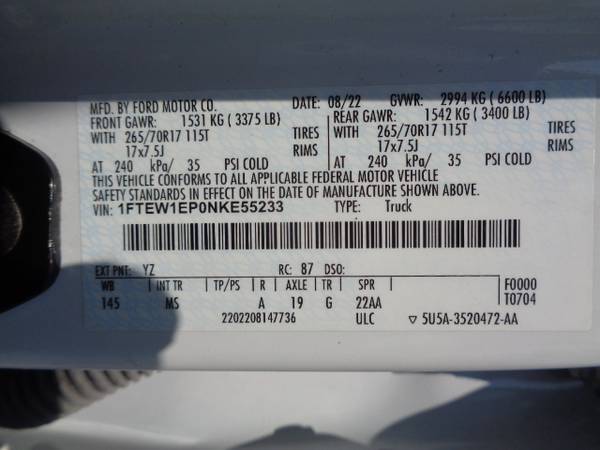 MFD. BY FORD MOTOR CO. DATE: 08/22 GVWR: 2994 KG ( 6600 LB)
FRONT GAWR: 1531 KG ( 3375 LB) REAR GAWR: 1542 KG ( 3400 LB)
WITH 265/70R17 115T TIRES WITH 265/70R17 115T TIRES
17x7.5J RIMS 17x7.5J RIMS
AT 240 kPa/ 35 PSI COLD AT 240 kPa/ 35 PSI COLD
THIS VEHICLE CONFORMS TO ALL APPLICABLE FEDERAL MOTOR VEHICLE
SAFETY STANDARDS IN EFFECT ON THE DATE OF MANUFACTURE SHOWN ABOVE.
VIN: 1FTEW1EP0NKE55233 TYPE: Truck
EXT PNT: YZ RC: 87 DSO:
WB INT TR TP/PS R AXLE TR SPR F0000
145 MS A 19 G 22AA T0704
2202208147736 ULC ▽ 5U5A-3520472-AA